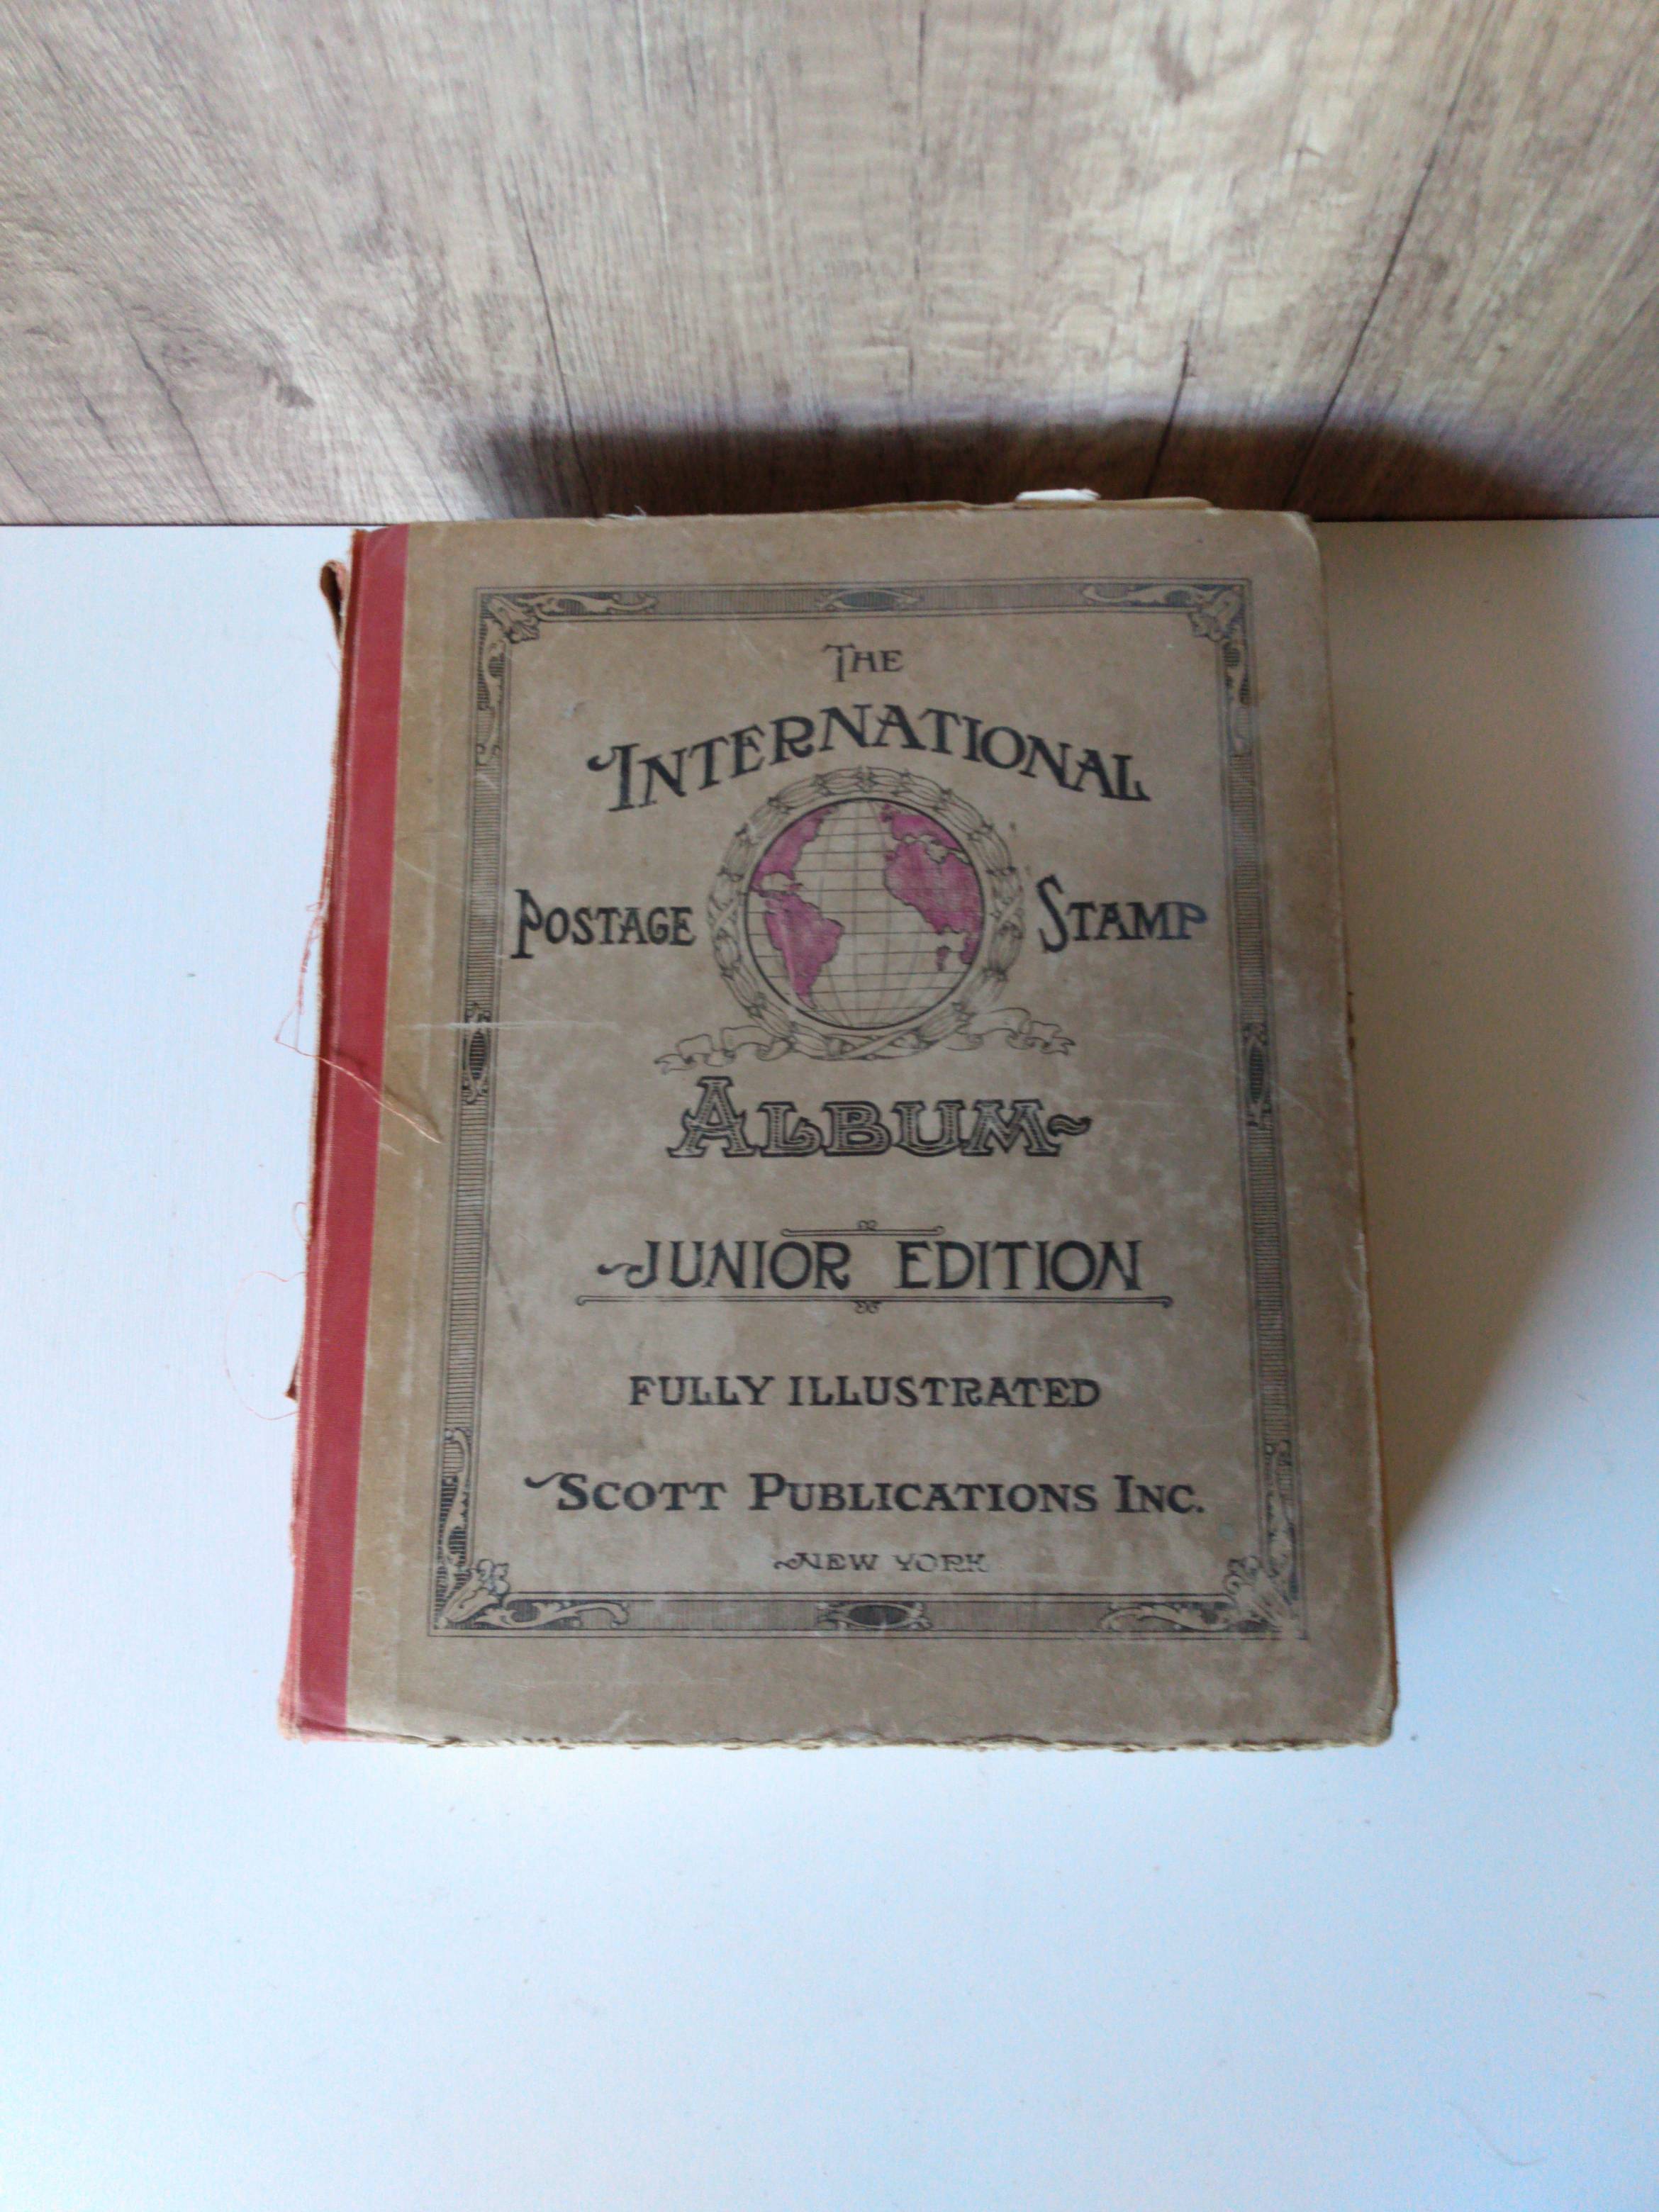 The
International
Postage Stamp
Album
Junior Edition
Fully Illustrated
Scott Publications Inc.
New York